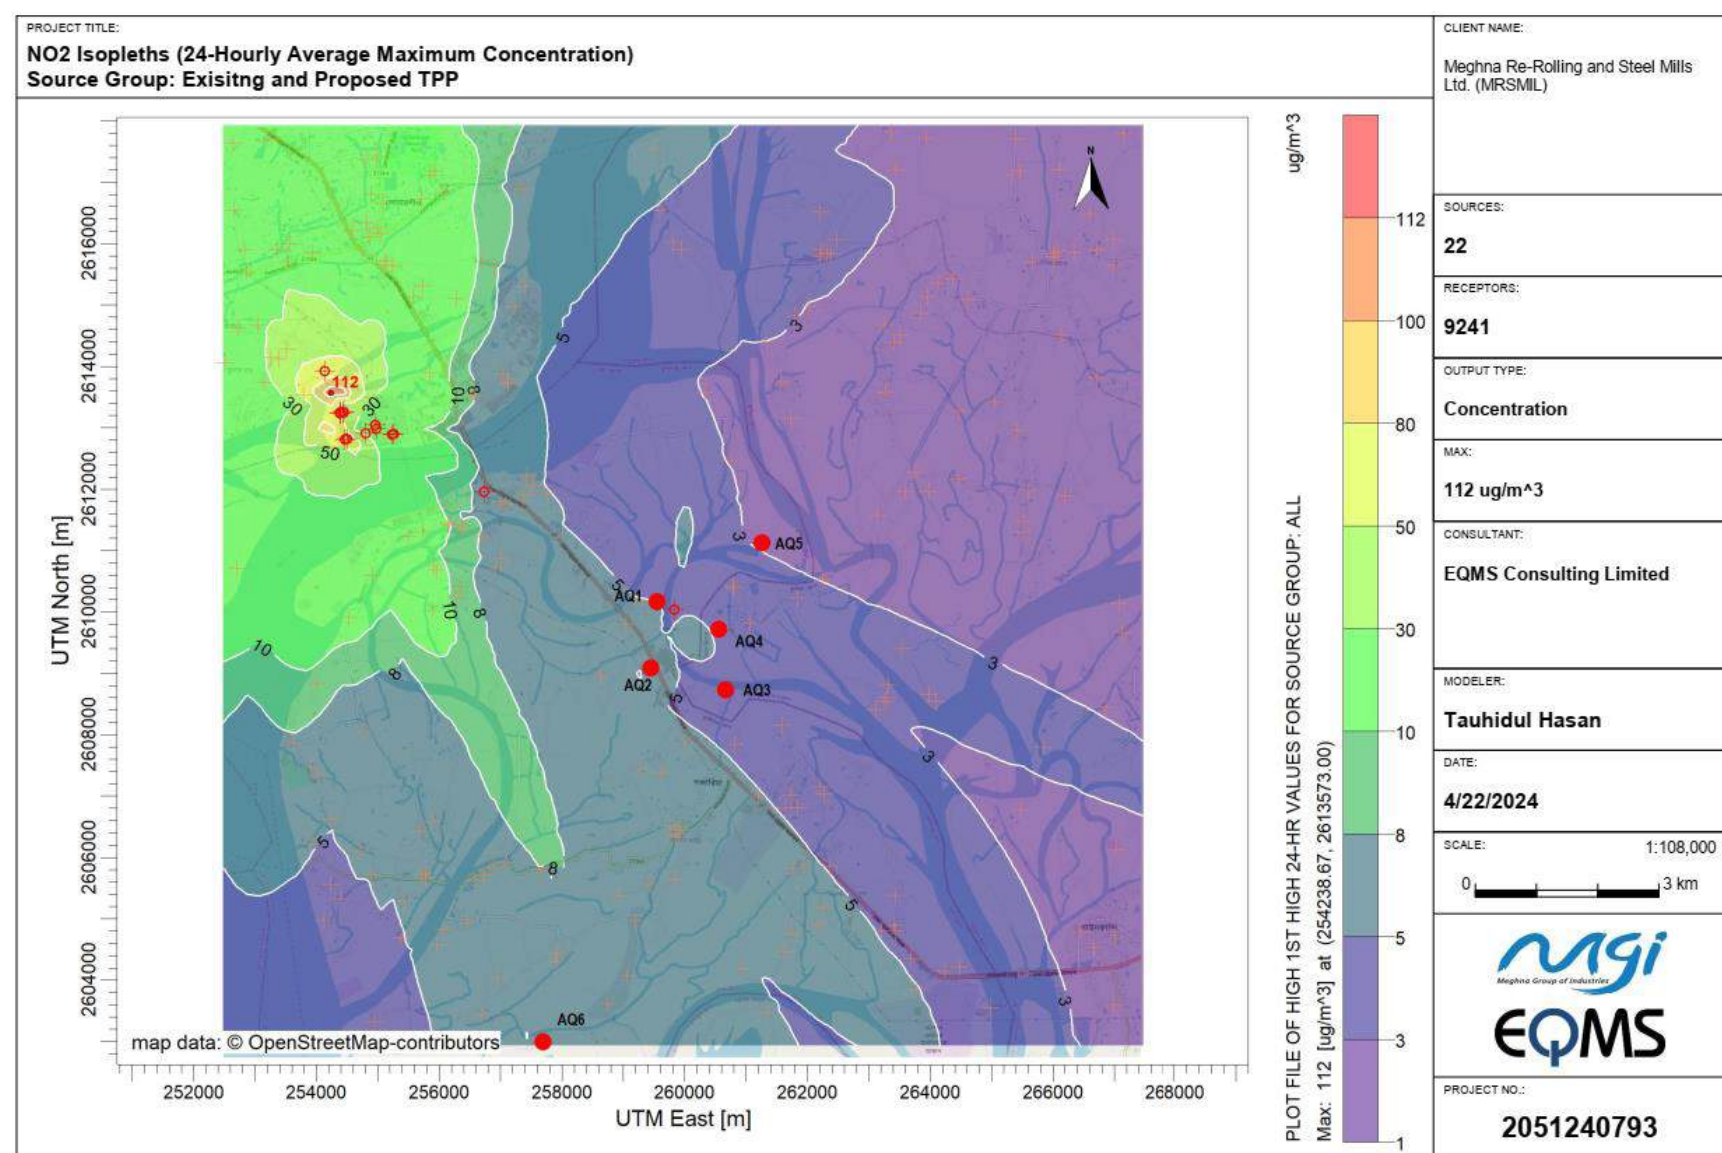 PROJECT TITLE:
NO2 Isopleths (24-Hourly Average Maximum Concentration)
Source Group: Exisitng and Proposed TPP
UTM North [m]
2616000
2614000
2612000
2610000
2608000
2606000
2604000
112
30
30
50
10
8
5
3
10
8
10
8
5
3
AQ5
AQ1
AQ4
AQ2
AQ3
5
3
3
8
5
5
3
AQ6
map data: © OpenStreetMap-contributors
N
252000
254000
256000
258000
260000
262000
264000
266000
268000
UTM East [m]
PLOT FILE OF HIGH 1ST HIGH 24-HR VALUES FOR SOURCE GROUP: ALL
Max: 112 [ug/m^3] at (254238.67, 2613573.00)
ug/m^3
112
100
80
50
30
10
8
5
3
1
CLIENT NAME:
Meghna Re-Rolling and Steel Mills
Ltd. (MRSMIL)
SOURCES:
22
RECEPTORS:
9241
OUTPUT TYPE:
Concentration
MAX:
112 ug/m^3
CONSULTANT:
EQMS Consulting Limited
MODELER:
Tauhidul Hasan
DATE:
4/22/2024
SCALE:
1:108,000
0
3 km
mgi
Meghna Group of Industries
EQMS
PROJECT NO.:
2051240793